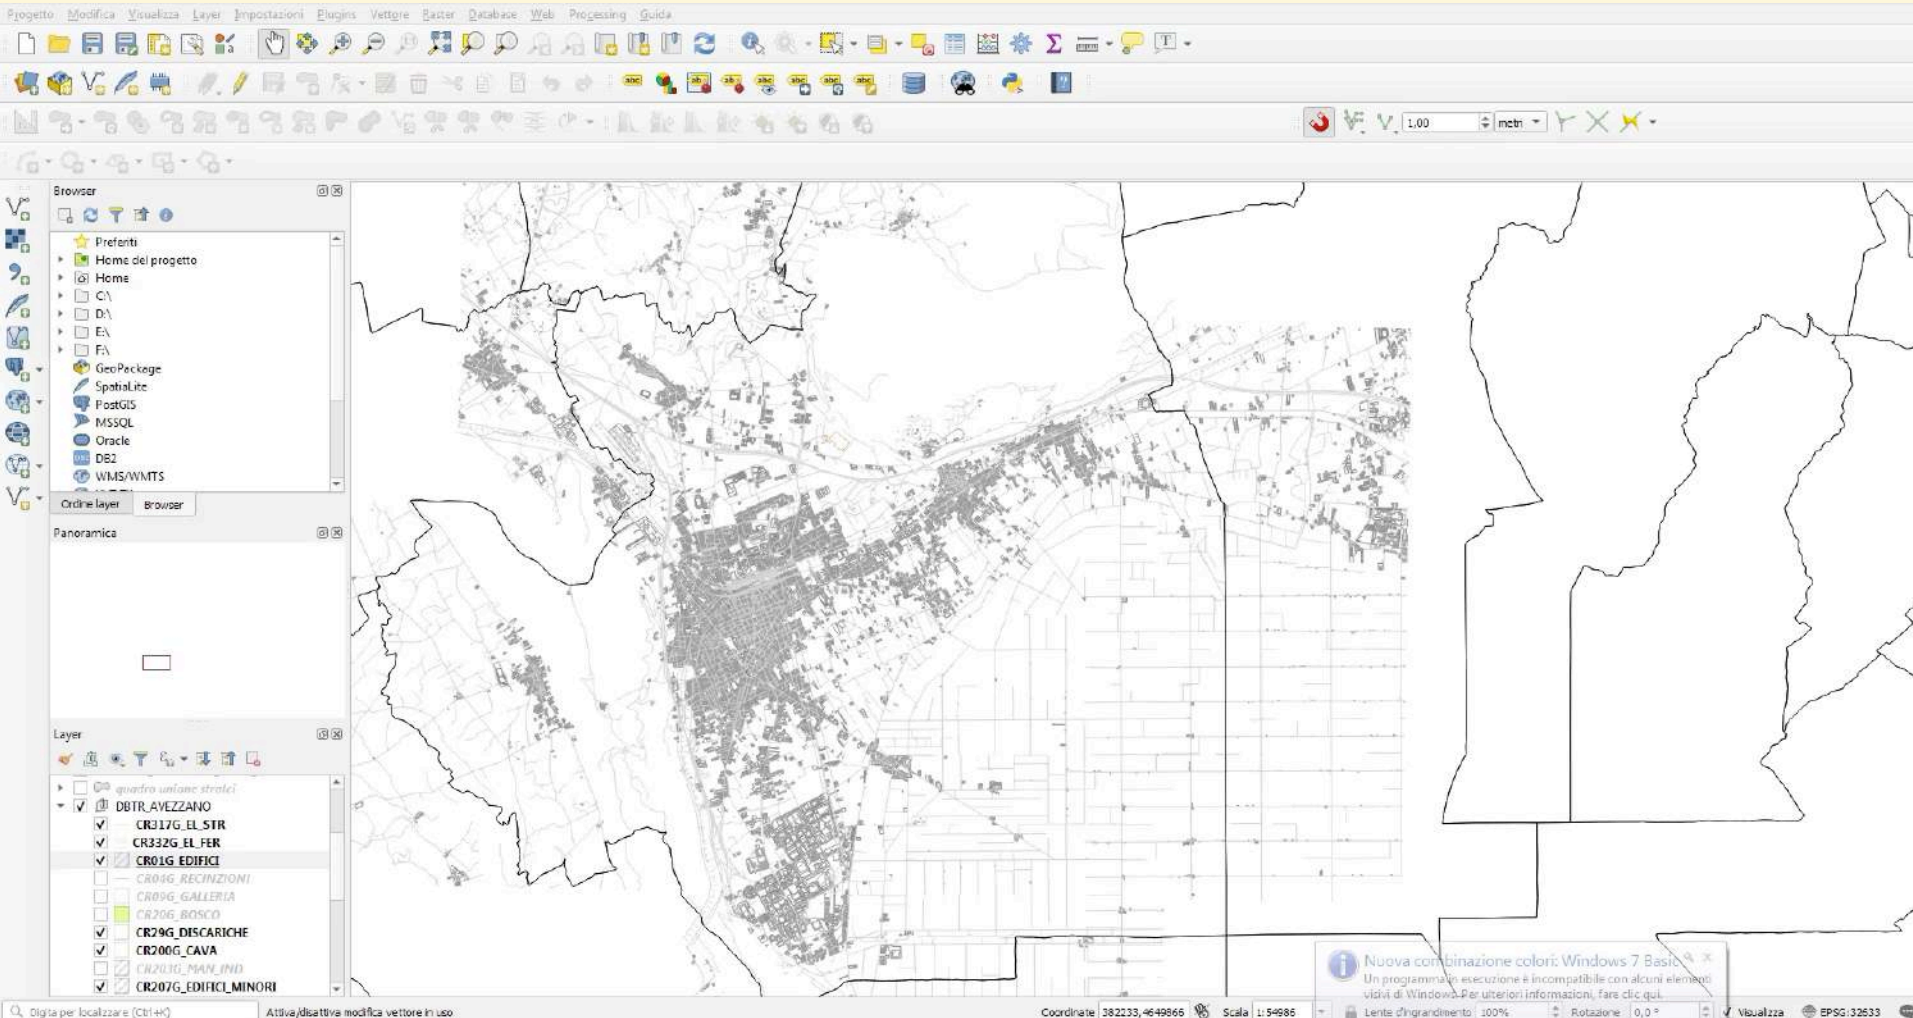 Progetto Modifica Visualizza Layer Impostazioni Plugins Vettore Raster Database Web Processing Guida
1,00 metri
Browser
Preferiti
Home del progetto
Home
C:\
D:\
E:\
F:\
GeoPackage
SpatiaLite
PostGIS
MSSQL
Oracle
DB2
WMS/WMTS
Ordine layer Browser
Panoramica
Layer
quadro unione stralci
DBTR_AVEZZANO
CR317G_EL_STR
CR332G_EL_FER
CR01G_EDIFICI
CR04G_RECINZIONI
CR09G_GALLERIA
CR20G_BOSCO
CR29G_DISCARICHE
CR200G_CAVA
CR203G_MAN_IND
CR207G_EDIFICI_MINORI
Nuova combinazione colori: Windows 7 Basic
Un programma in esecuzione è incompatibile con alcuni elementi
visivi di Windows. Per ulteriori informazioni, fare clic qui.
Digita per localizzare (Ctrl+K) Attiva/disattiva modifica vettore in uso Coordinate 382233,4649866 Scala 1:54986 Lente d'ingrandimento 100% Rotazione 0,0 ° Visualizza EPSG:32633